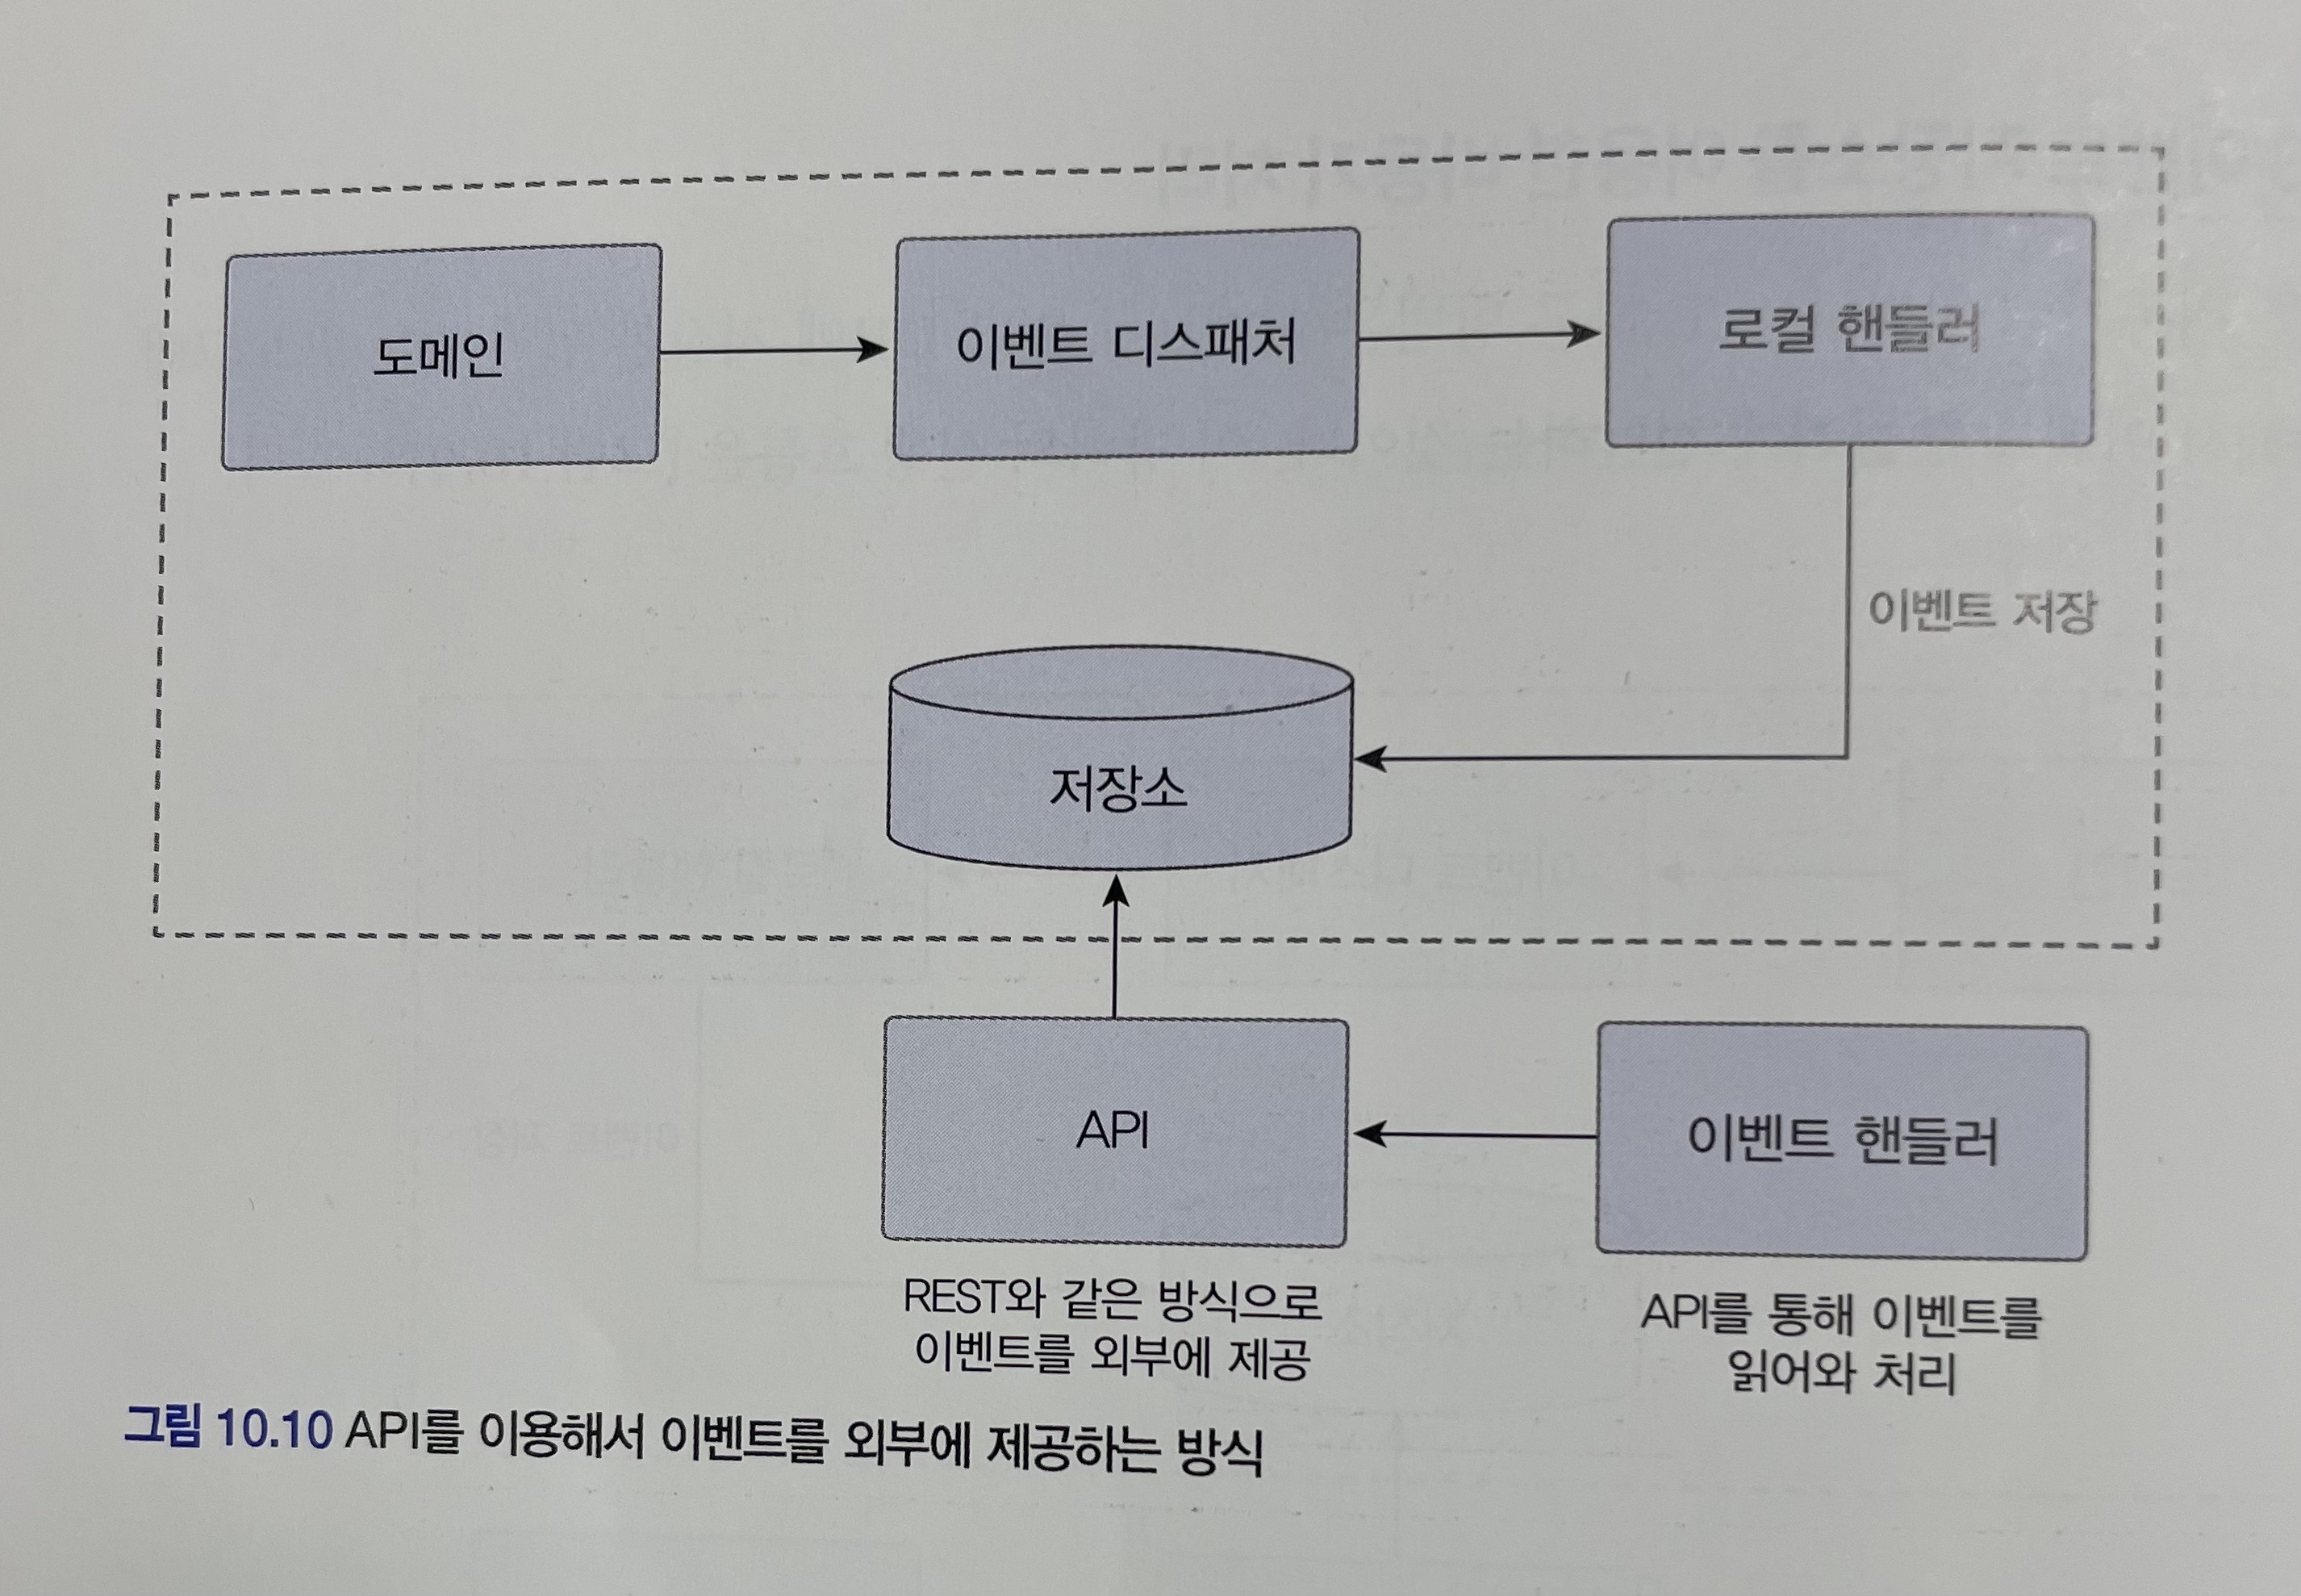 도메인
이벤트 디스패처
로컬 핸들러
이벤트 저장
저장소
API
이벤트 핸들러
REST와 같은 방식으로
이벤트를 외부에 제공
API를 통해 이벤트를
읽어와 처리
그림 10.10 API를 이용해서 이벤트를 외부에 제공하는 방식